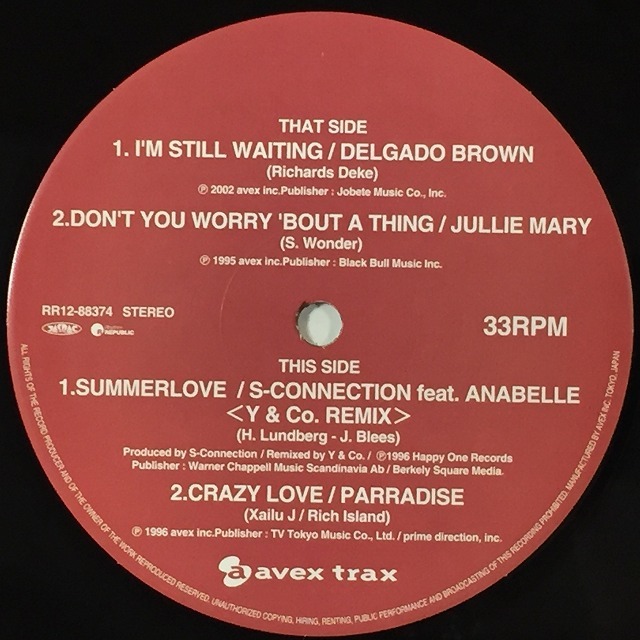 THAT SIDE
1. I'M STILL WAITING / DELGADO BROWN
(Richards Deke)
℗ 2002 avex inc.Publisher : Jobete Music Co., Inc.
2.DON'T YOU WORRY 'BOUT A THING / JULLIE MARY
(S. Wonder)
℗ 1995 avex inc.Publisher : Black Bull Music Inc.
RR12-88374 STEREO
33RPM
JASRAC
REPUBLIC
THIS SIDE
1.SUMMERLOVE / S-CONNECTION feat. ANABELLE
<Y & Co. REMIX>
(H. Lundberg - J. Blees)
Produced by S-Connection / Remixed by Y & Co. / ℗1996 Happy One Records
Publisher : Warner Chappell Music Scandinavia Ab / Berkely Square Media.
2.CRAZY LOVE / PARRADISE
(Xailu J / Rich Island)
℗ 1996 avex inc.Publisher : TV Tokyo Music Co., Ltd. / prime direction, inc.
a avex trax
ALL RIGHTS OF THE RECORD PRODUCER AND OF THE OWNER OF THE WORK REPRODUCED RESERVED. UNAUTHORIZED COPYING, HIRING, RENTING, PUBLIC PERFORMANCE AND BROADCASTING OF THIS RECORDING PROHIBITED. MANUFACTURED BY AVEX INC. TOKYO, JAPAN